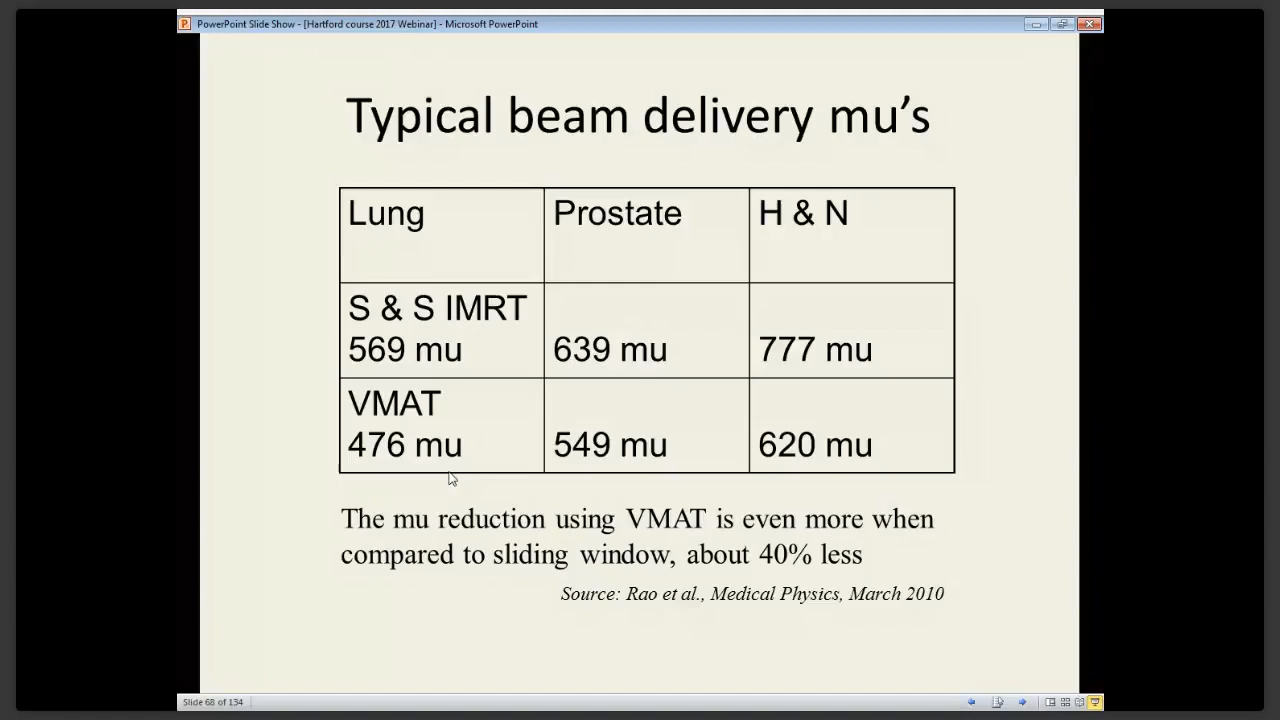 PowerPoint Slide Show - [Hartford course 2017 Webinar] - Microsoft PowerPoint
Typical beam delivery mu’s
Lung Prostate H & N
S & S IMRT
569 mu 639 mu 777 mu
VMAT
476 mu 549 mu 620 mu
The mu reduction using VMAT is even more when
compared to sliding window, about 40% less
Source: Rao et al., Medical Physics, March 2010
Slide 68 of 134